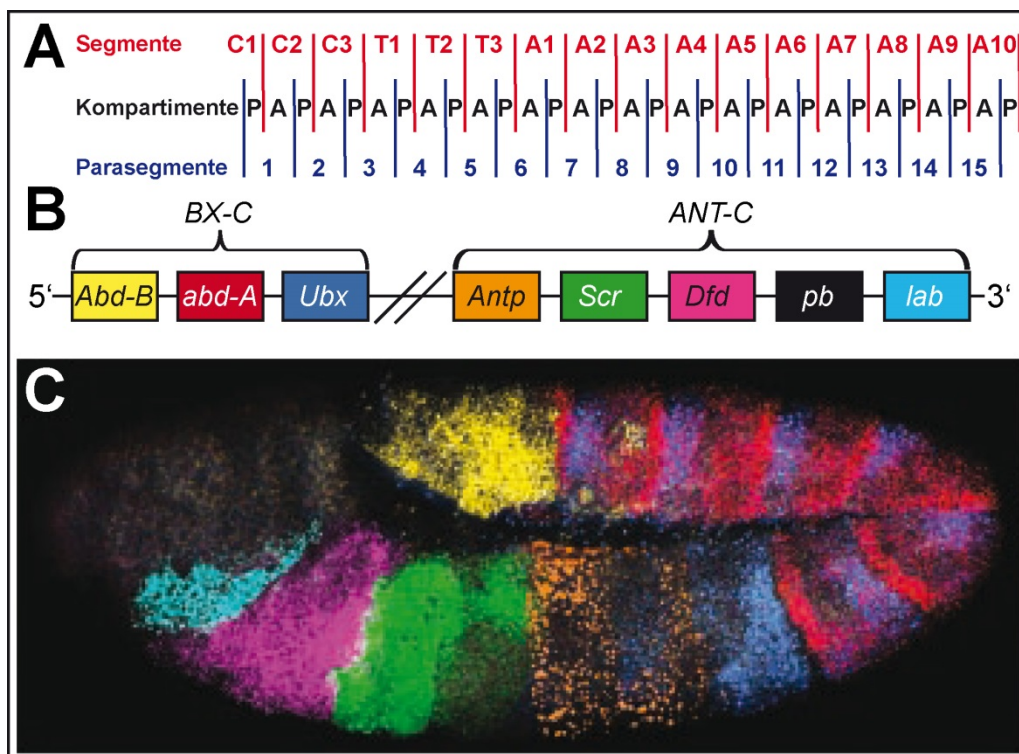 A
Segmente C1 C2 C3 T1 T2 T3 A1 A2 A3 A4 A5 A6 A7 A8 A9 A10
Kompartimente P A P A P A P A P A P A P A P A P A P A P A P A P A P A P A P
Parasegmente 1 2 3 4 5 6 7 8 9 10 11 12 13 14 15
B
BX-C ANT-C
5‘ Abd-B abd-A Ubx Antp Scr Dfd pb lab 3‘
C